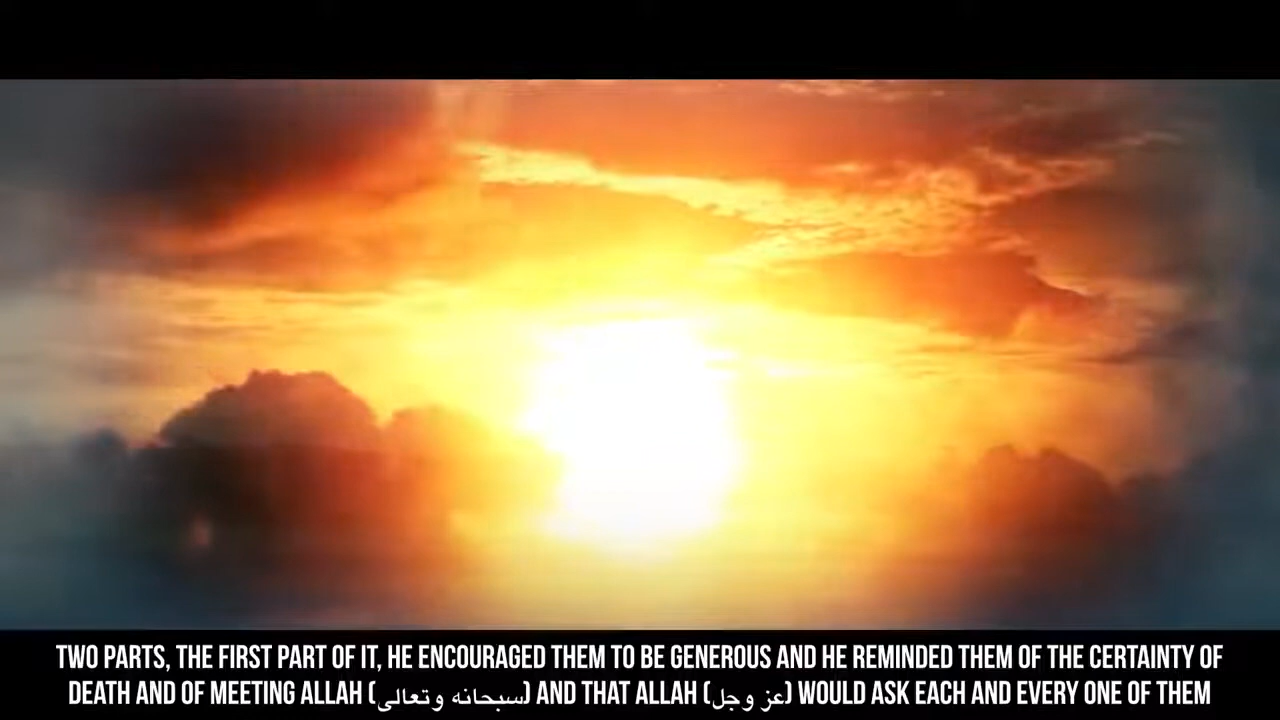 TWO PARTS, THE FIRST PART OF IT, HE ENCOURAGED THEM TO BE GENEROUS AND HE REMINDED THEM OF THE CERTAINTY OF
DEATH AND OF MEETING ALLAH (سبحانه وتعالى) AND THAT ALLAH (عز وجل) WOULD ASK EACH AND EVERY ONE OF THEM